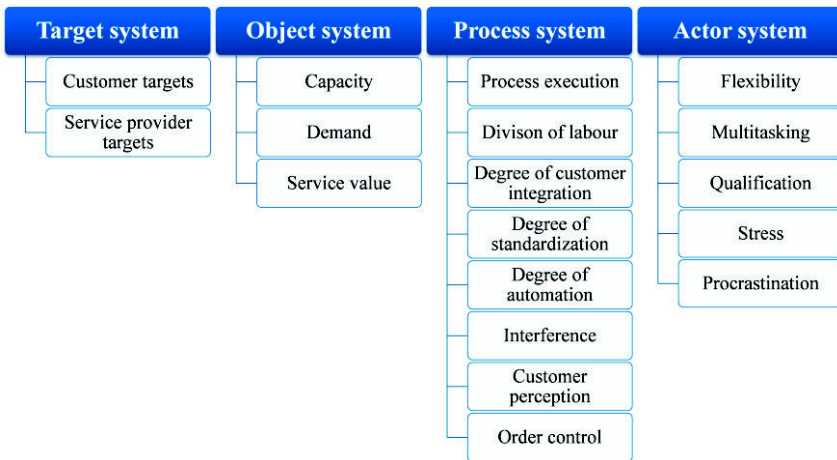 Target system
Customer targets
Service provider
targets
Object system
Capacity
Demand
Service value
Process system
Process execution
Divison of labour
Degree of customer
integration
Degree of
standardization
Degree of
automation
Interference
Customer
perception
Order control
Actor system
Flexibility
Multitasking
Qualification
Stress
Procrastination